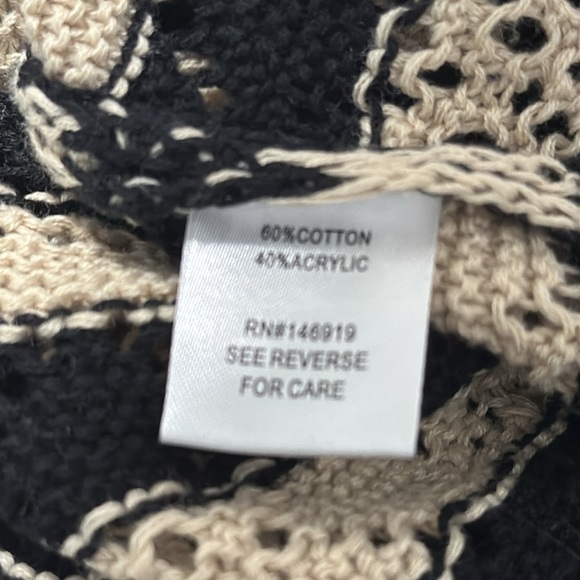 60%COTTON
40%ACRYLIC
RN#146919
SEE REVERSE
FOR CARE